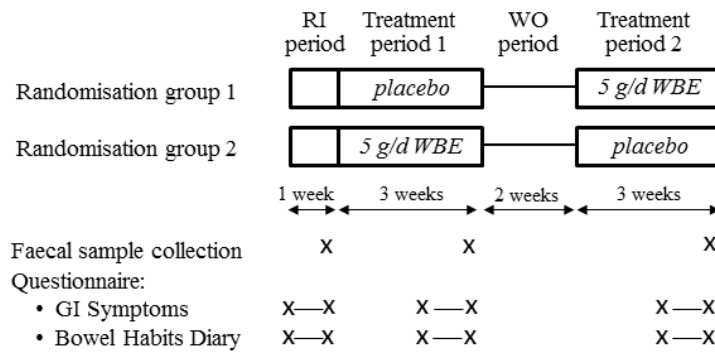 RI Treatment WO Treatment
period period 1 period period 2
Randomisation group 1 placebo 5 g/d WBE
Randomisation group 2 5 g/d WBE placebo
1 week 3 weeks 2 weeks 3 weeks
Faecal sample collection x x x
Questionnaire:
• GI Symptoms x—x x—x x—x
• Bowel Habits Diary x—x x—x x—x